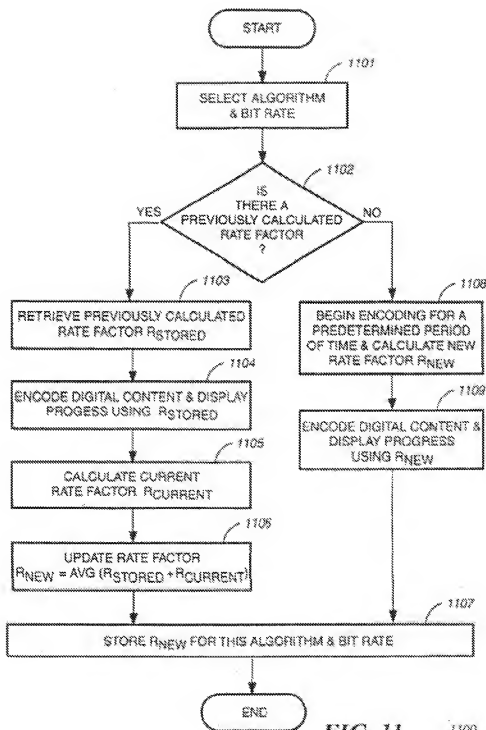 START
1101
SELECT ALGORITHM
& BIT RATE
1102
IS
THERE A
PREVIOUSLY CALCULATED
RATE FACTOR
?
YES
NO
1103
RETRIEVE PREVIOUSLY CALCULATED
RATE FACTOR RSTORED
1104
ENCODE DIGITAL CONTENT & DISPLAY
PROGESS USING RSTORED
1105
CALCULATE CURRENT
RATE FACTOR RCURRENT
1106
UPDATE RATE FACTOR
RNEW = AVG (RSTORED + RCURRENT)
1108
BEGIN ENCODING FOR A
PREDETERMINED PERIOD
OF TIME & CALCULATE NEW
RATE FACTOR RNEW
1109
ENCODE DIGITAL CONTENT &
DISPLAY PROGRESS
USING RNEW
1107
STORE RNEW FOR THIS ALGORITHM & BIT RATE
END
FIG. 11
1100